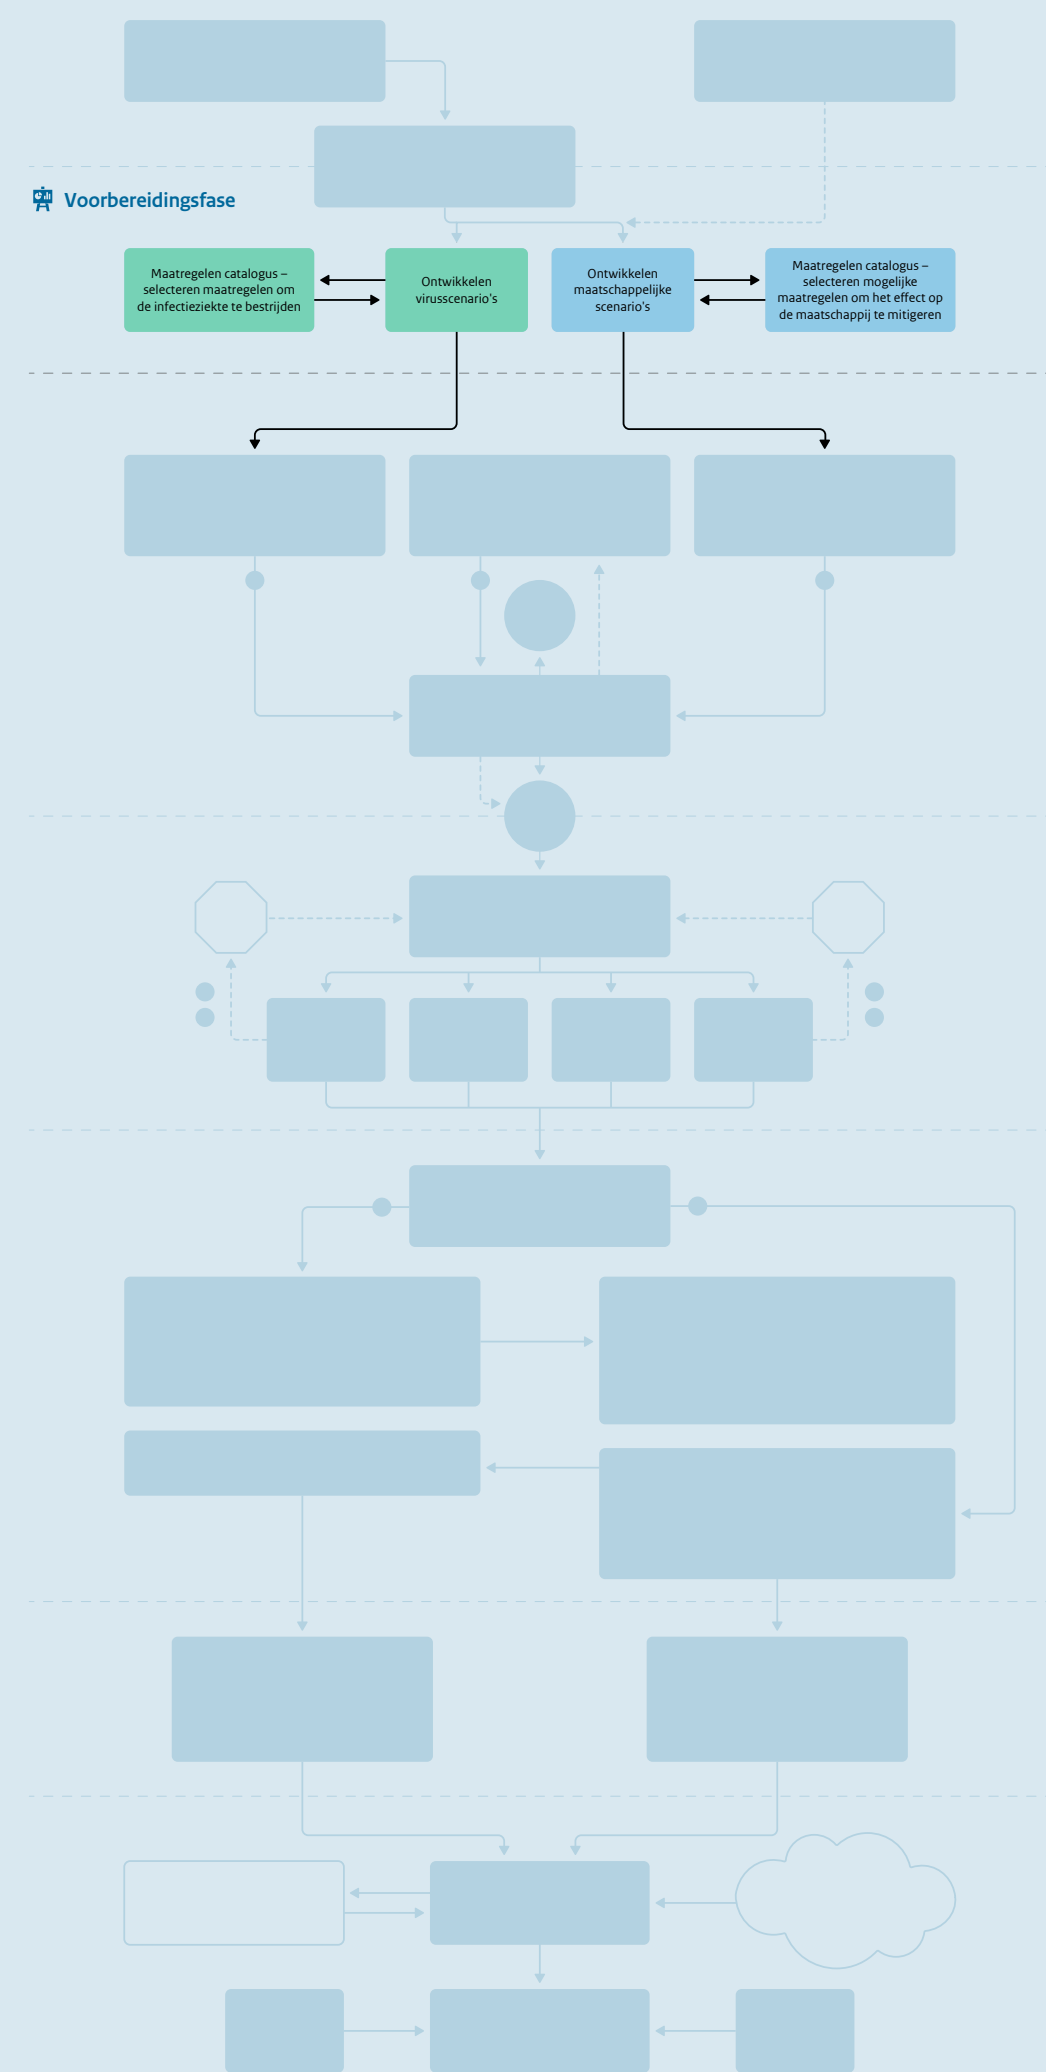 Voorbereidingsfase
Maatregelen catalogus –
selecteren maatregelen om
de infectieziekte te bestrijden
Ontwikkelen
virusscenario's
Ontwikkelen
maatschappelijke
scenario's
Maatregelen catalogus –
selecteren mogelijke
maatregelen om het effect op
de maatschappij te mitigeren